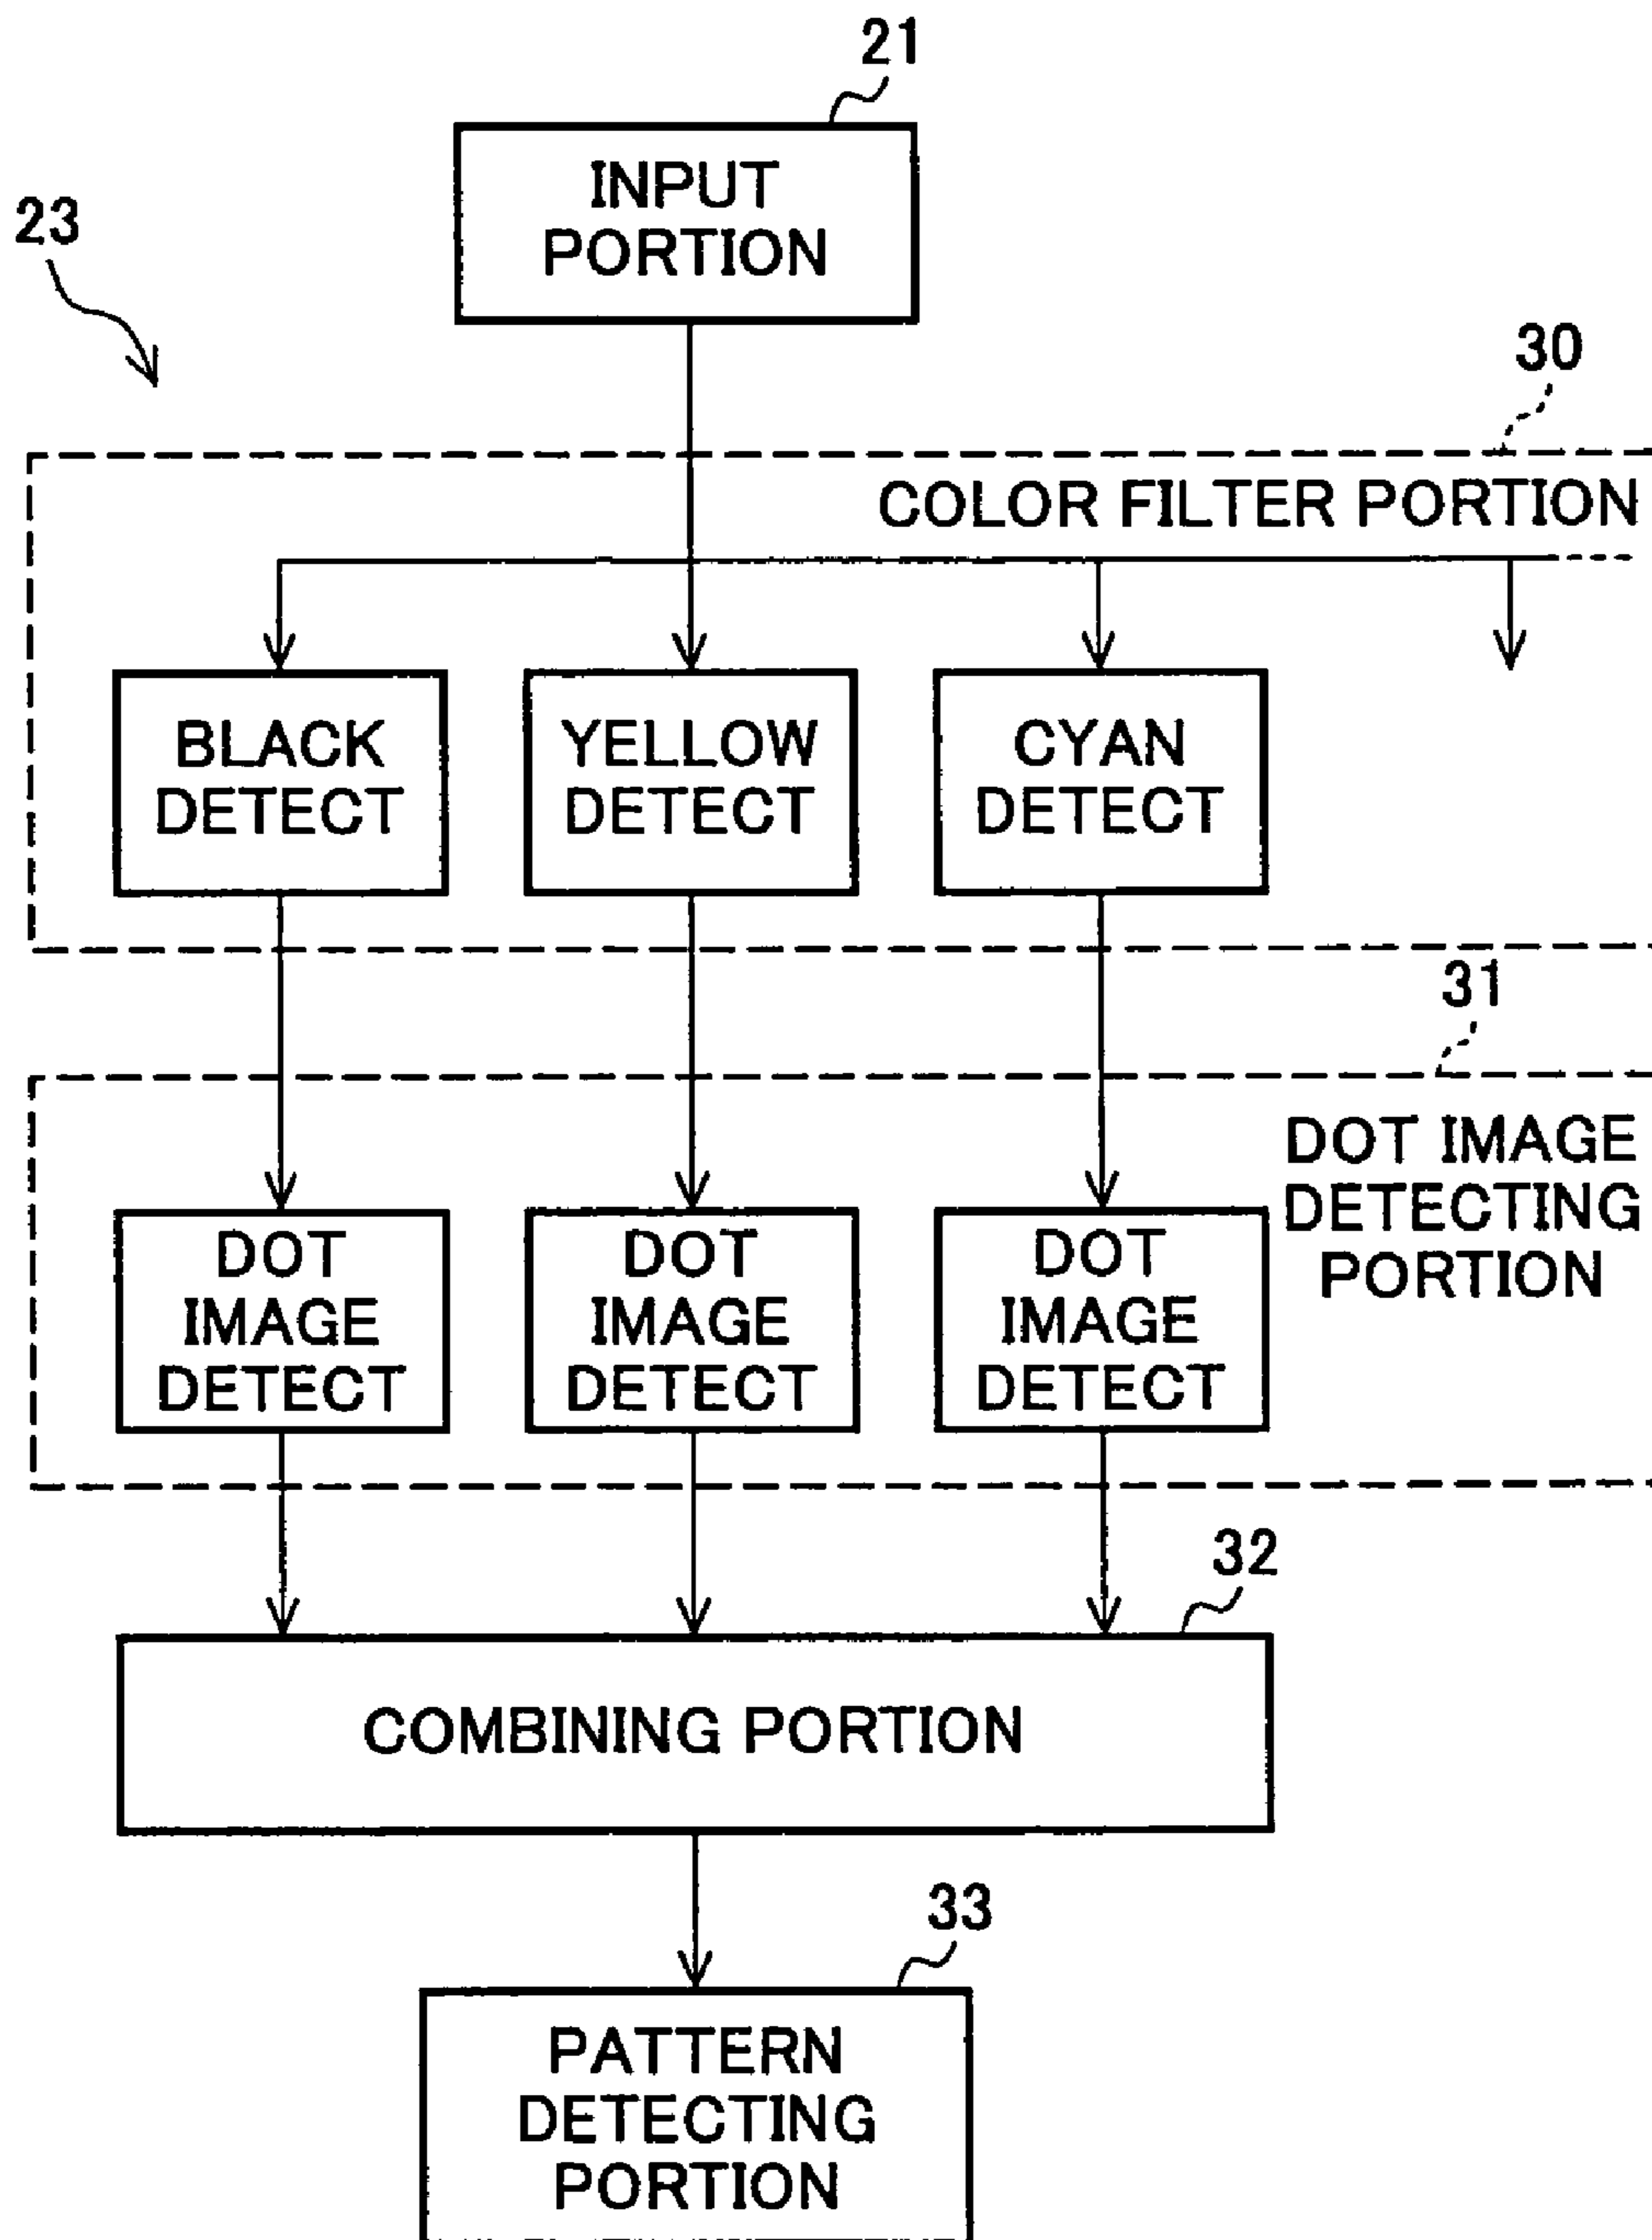 21
INPUT
PORTION
23
30
COLOR FILTER PORTION
BLACK
DETECT
YELLOW
DETECT
CYAN
DETECT
31
DOT IMAGE
DETECTING
PORTION
DOT
IMAGE
DETECT
DOT
IMAGE
DETECT
DOT
IMAGE
DETECT
32
COMBINING PORTION
33
PATTERN
DETECTING
PORTION